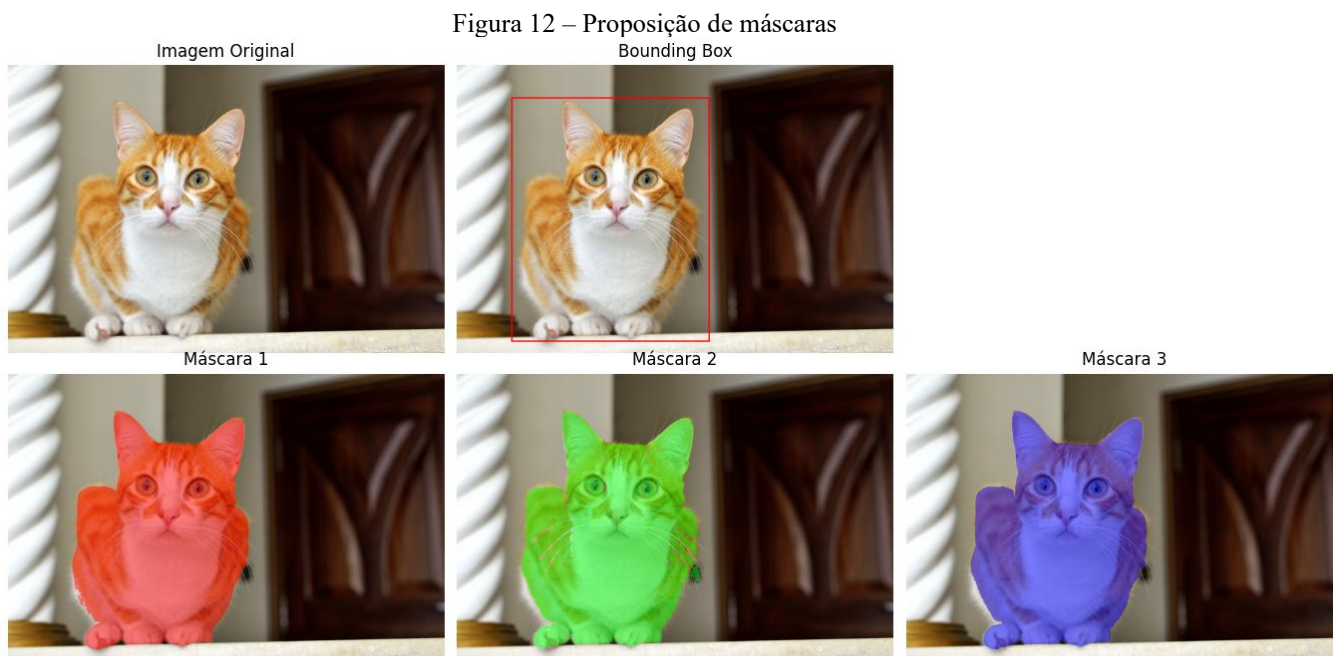 Figura 12 – Proposição de máscaras
Imagem Original
Bounding Box
Máscara 1
Máscara 2
Máscara 3